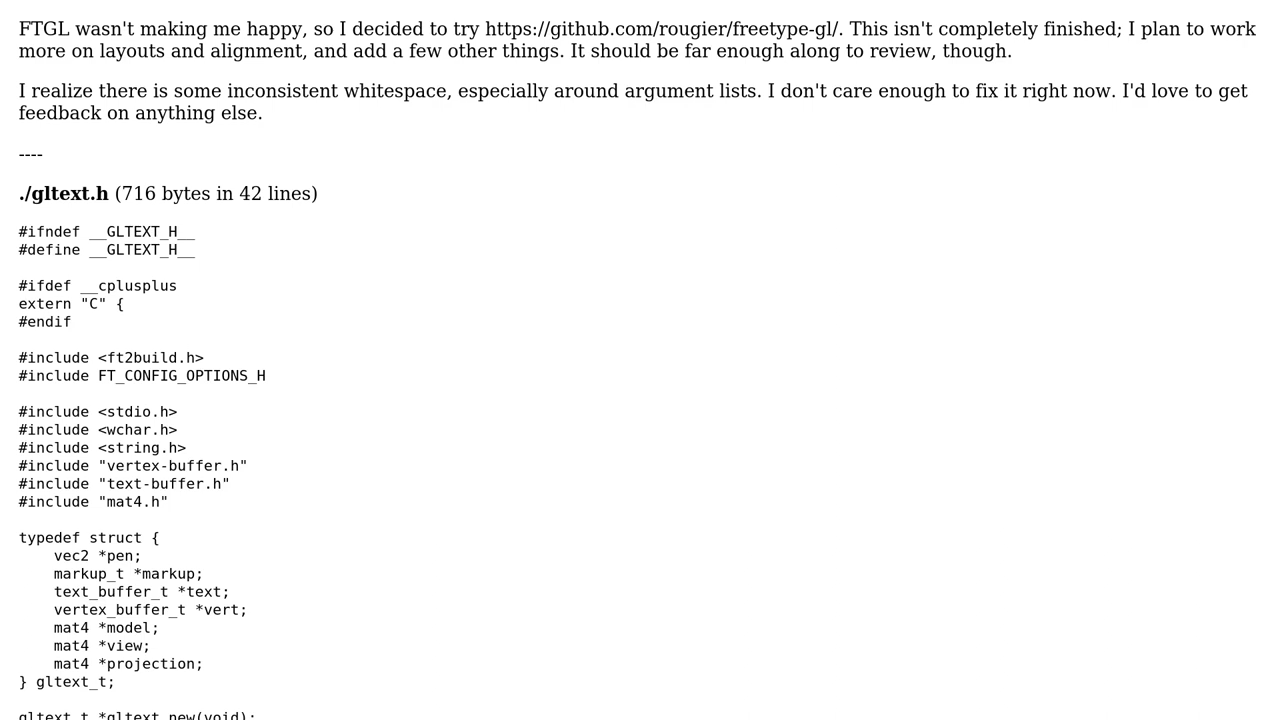 FTGL wasn't making me happy, so I decided to try https://github.com/rougier/freetype-gl/. This isn't completely finished; I plan to work
more on layouts and alignment, and add a few other things. It should be far enough along to review, though.
I realize there is some inconsistent whitespace, especially around argument lists. I don't care enough to fix it right now. I'd love to get
feedback on anything else.
----
./gltext.h (716 bytes in 42 lines)
#ifndef __GLTEXT_H__
#define __GLTEXT_H__
#ifdef __cplusplus
extern "C" {
#endif
#include <ft2build.h>
#include FT_CONFIG_OPTIONS_H
#include <stdio.h>
#include <wchar.h>
#include <string.h>
#include "vertex-buffer.h"
#include "text-buffer.h"
#include "mat4.h"
typedef struct {
    vec2 *pen;
    markup_t *markup;
    text_buffer_t *text;
    vertex_buffer_t *vert;
    mat4 *model;
    mat4 *view;
    mat4 *projection;
} gltext_t;
gltext_t *gltext_new(void);